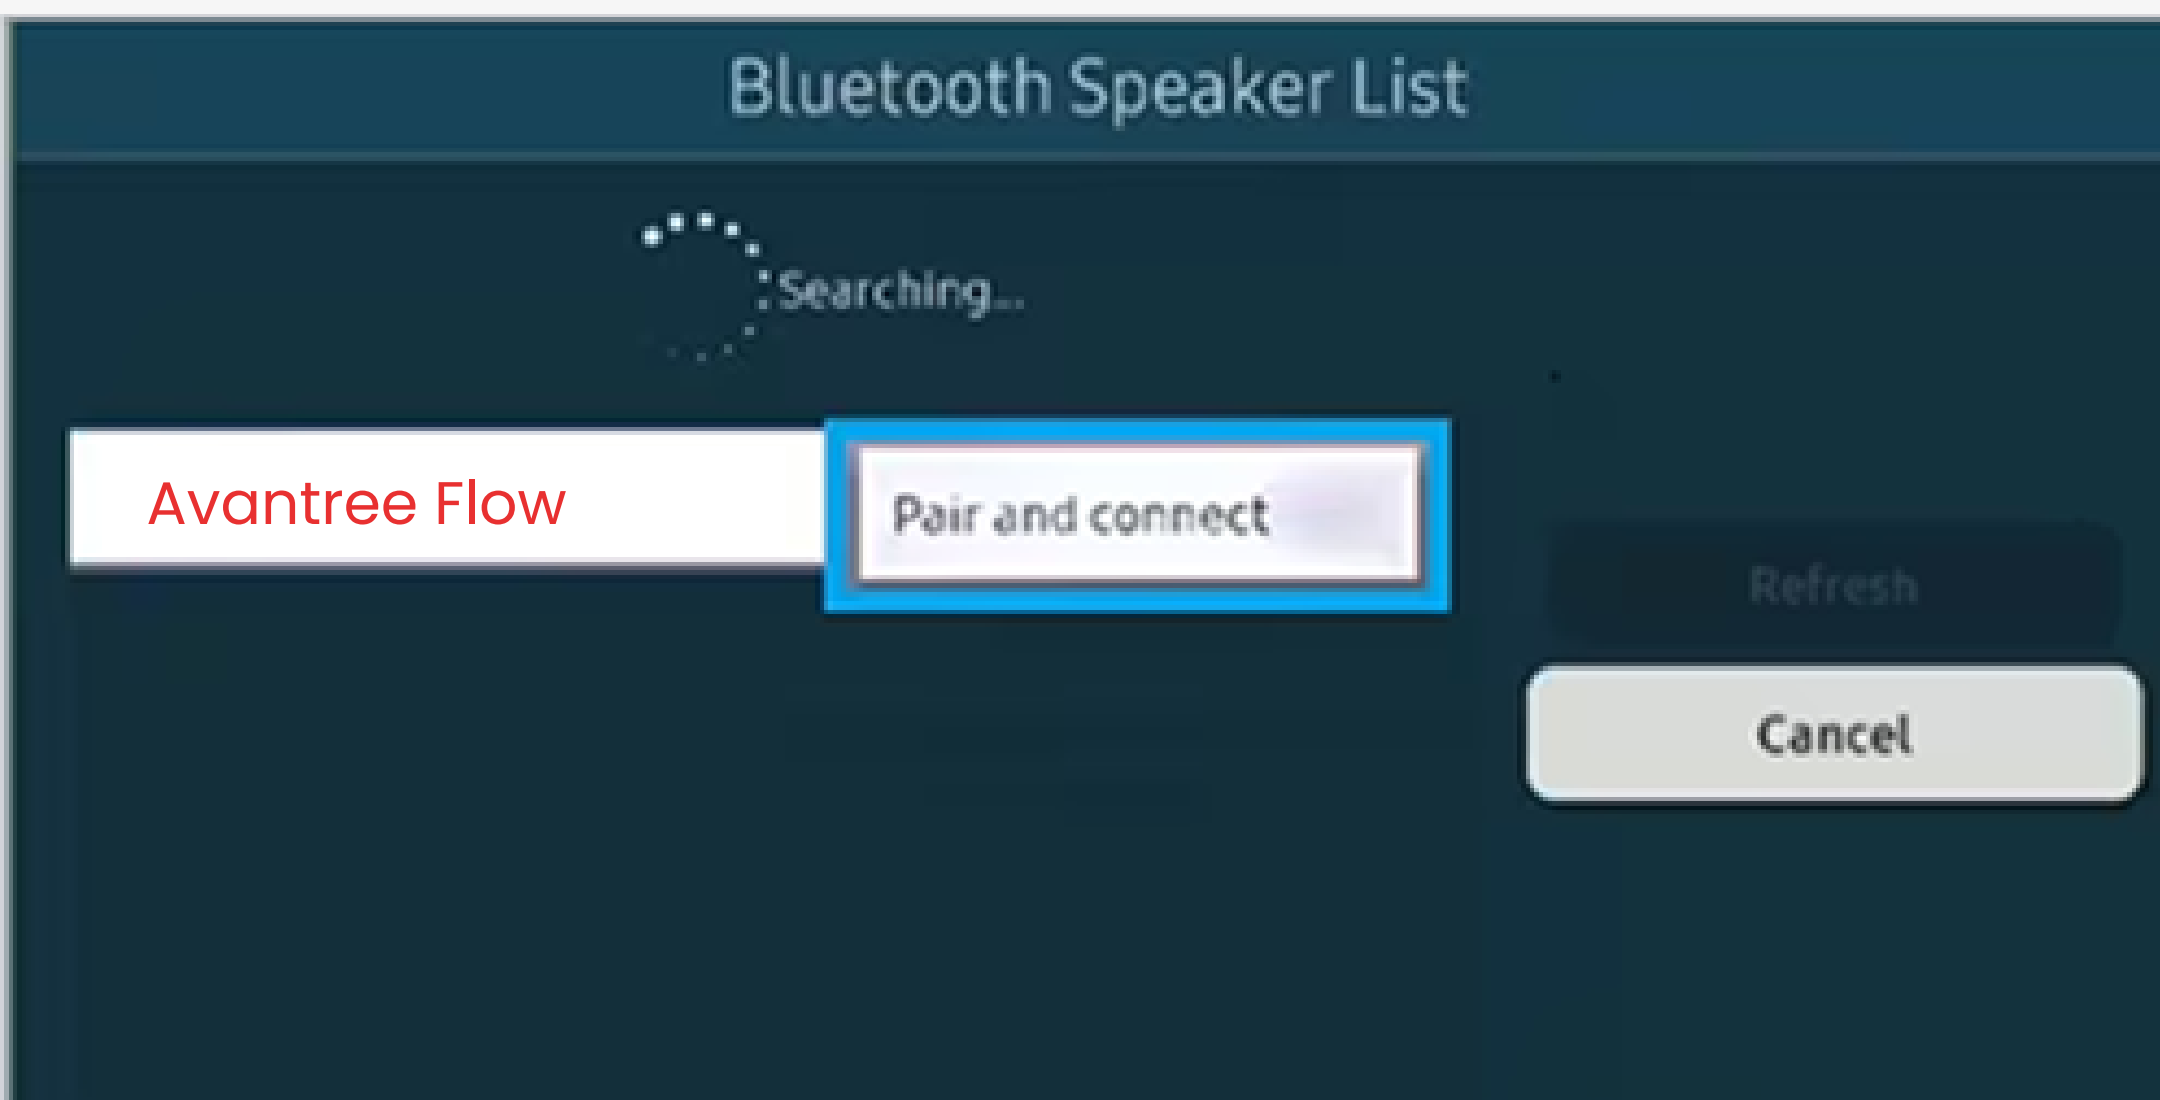 Bluetooth Speaker List
Searching...
Avantree Flow
Pair and connect
Refresh
Cancel